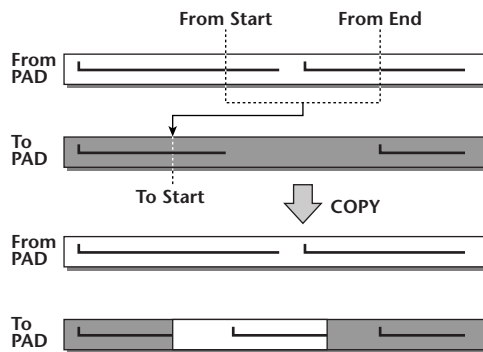 From Start From End
From
PAD
To
PAD
To Start
COPY
From
PAD
To
PAD